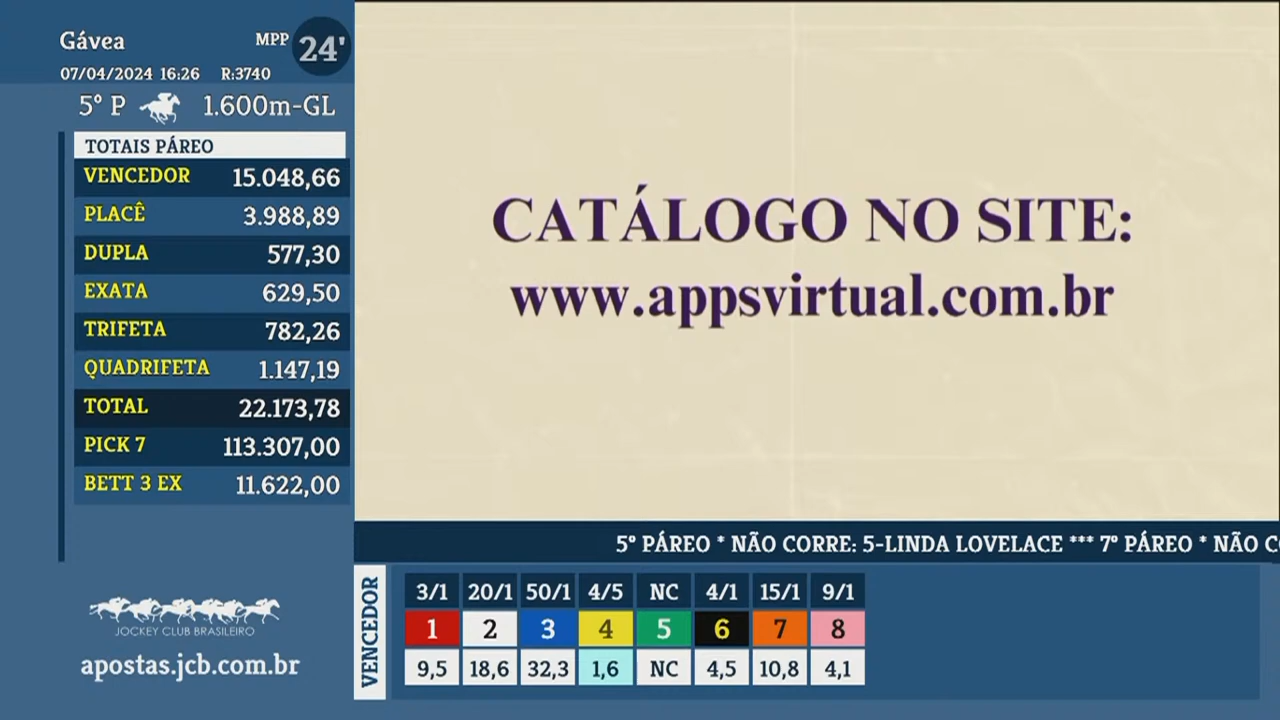 Gávea
MPP 24'
07/04/2024 16:26 R:3740
5º P 1.600m-GL
TOTAIS PÁREO
VENCEDOR 15.048,66
PLACÊ 3.988,89
DUPLA 577,30
EXATA 629,50
TRIFETA 782,26
QUADRIFETA 1.147,19
TOTAL 22.173,78
PICK 7 113.307,00
BETT 3 EX 11.622,00
JOCKEY CLUB BRASILEIRO
apostas.jcb.com.br
CATÁLOGO NO SITE:
www.appsvirtual.com.br
5º PÁREO * NÃO CORRE: 5-LINDA LOVELACE *** 7º PÁREO * NÃO C
VENCEDOR
3/1 20/1 50/1 4/5 NC 4/1 15/1 9/1
1 2 3 4 5 6 7 8
9,5 18,6 32,3 1,6 NC 4,5 10,8 4,1